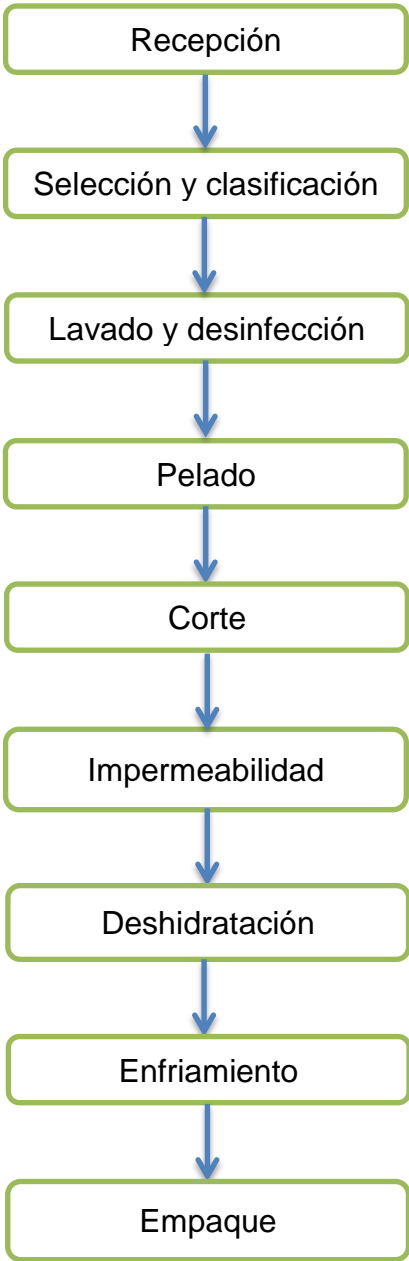 Recepción
Selección y clasificación
Lavado y desinfección
Pelado
Corte
Impermeabilidad
Deshidratación
Enfriamiento
Empaque